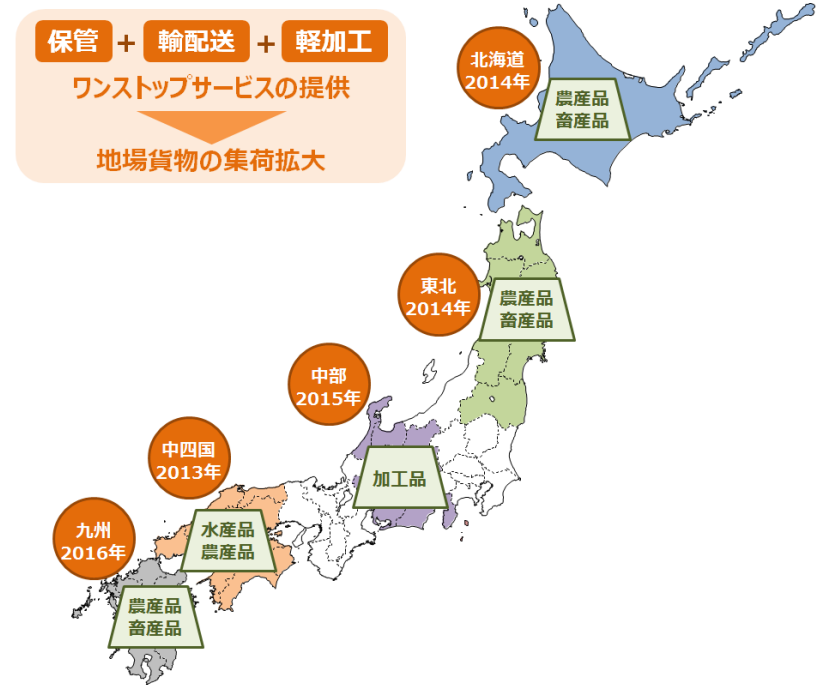 保管 + 輸配送 + 軽加工
ワンストップサービスの提供
地場貨物の集荷拡大
北海道
2014年
農産品
畜産品
東北
2014年
農産品
畜産品
中部
2015年
加工品
中四国
2013年
水産品
農産品
九州
2016年
農産品
畜産品